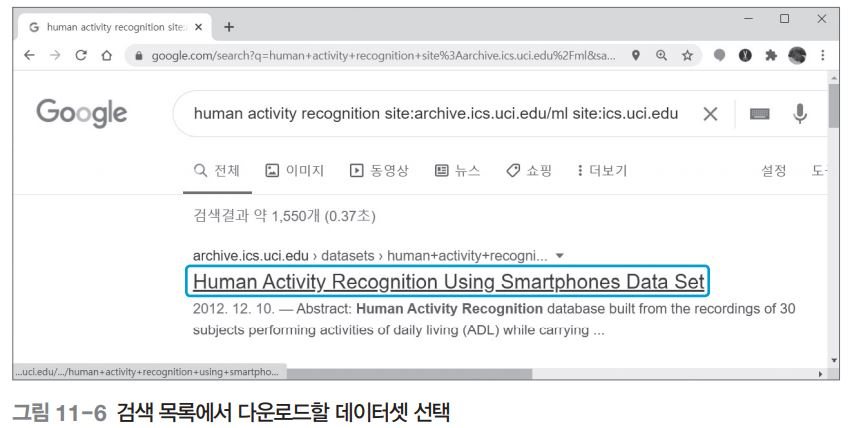 human activity recognition site:
google.com/search?q=human+activity+recognition+site%3Aarchive.ics.uci.edu%2Fml&sa...
Google
human activity recognition site:archive.ics.uci.edu/ml site:ics.uci.edu
전체 이미지 동영상 뉴스 쇼핑 더보기 설정 도
검색결과 약 1,550개 (0.37초)
archive.ics.uci.edu › datasets › human+activity+recogni...
Human Activity Recognition Using Smartphones Data Set
2012. 12. 10. — Abstract: Human Activity Recognition database built from the recordings of 30
subjects performing activities of daily living (ADL) while carrying ...
...uci.edu/.../human+activity+recognition+using+smartpho...
그림 11-6 검색 목록에서 다운로드할 데이터셋 선택